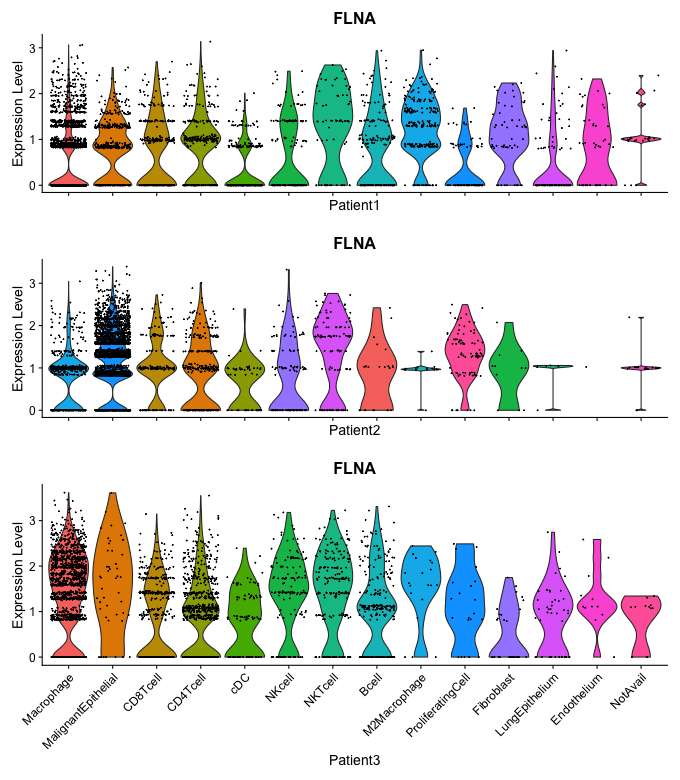 FLNA
Expression Level
3
2
1
0
Patient1
FLNA
Expression Level
3
2
1
0
Patient2
FLNA
Expression Level
3
2
1
0
Macrophage
MalignantEpithelial
CD8Tcell
CD4Tcell
cDC
NKcell
NKTcell
Bcell
M2Macrophage
ProliferatingCell
Fibroblast
LungEpithelium
Endothelium
NotAvail
Patient3